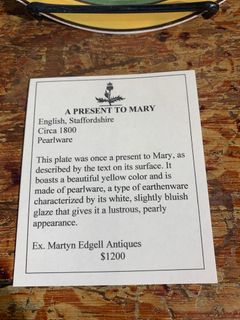 A PRESENT TO MARY
English, Staffordshire
Circa 1800
Pearlware
This plate was once a present to Mary, as
described by the text on its surface. It
boasts a beautiful yellow color and is
made of pearlware, a type of earthenware
characterized by its white, slightly bluish
glaze that gives it a lustrous, pearly
appearance.
Ex. Martyn Edgell Antiques
$1200